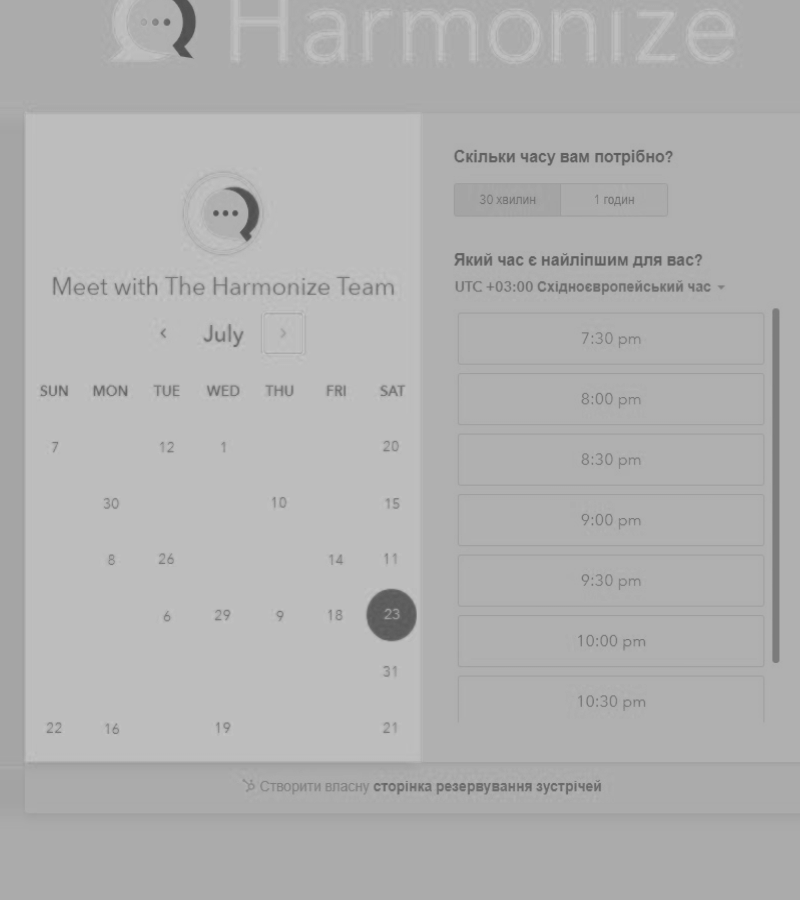 Harmonize
Meet with The Harmonize Team
July
SUN MON TUE WED THU FRI SAT
7 12 1 20
30 10 15
8 26 14 11
6 29 9 18 23
31
22 16 19 21
Скільки часу вам потрібно?
30 хвилин 1 годин
Який час є найліпшим для вас?
UTC +03:00 Східноєвропейський час
7:30 pm
8:00 pm
8:30 pm
9:00 pm
9:30 pm
10:00 pm
10:30 pm
Створити власну сторінка резервування зустрічей